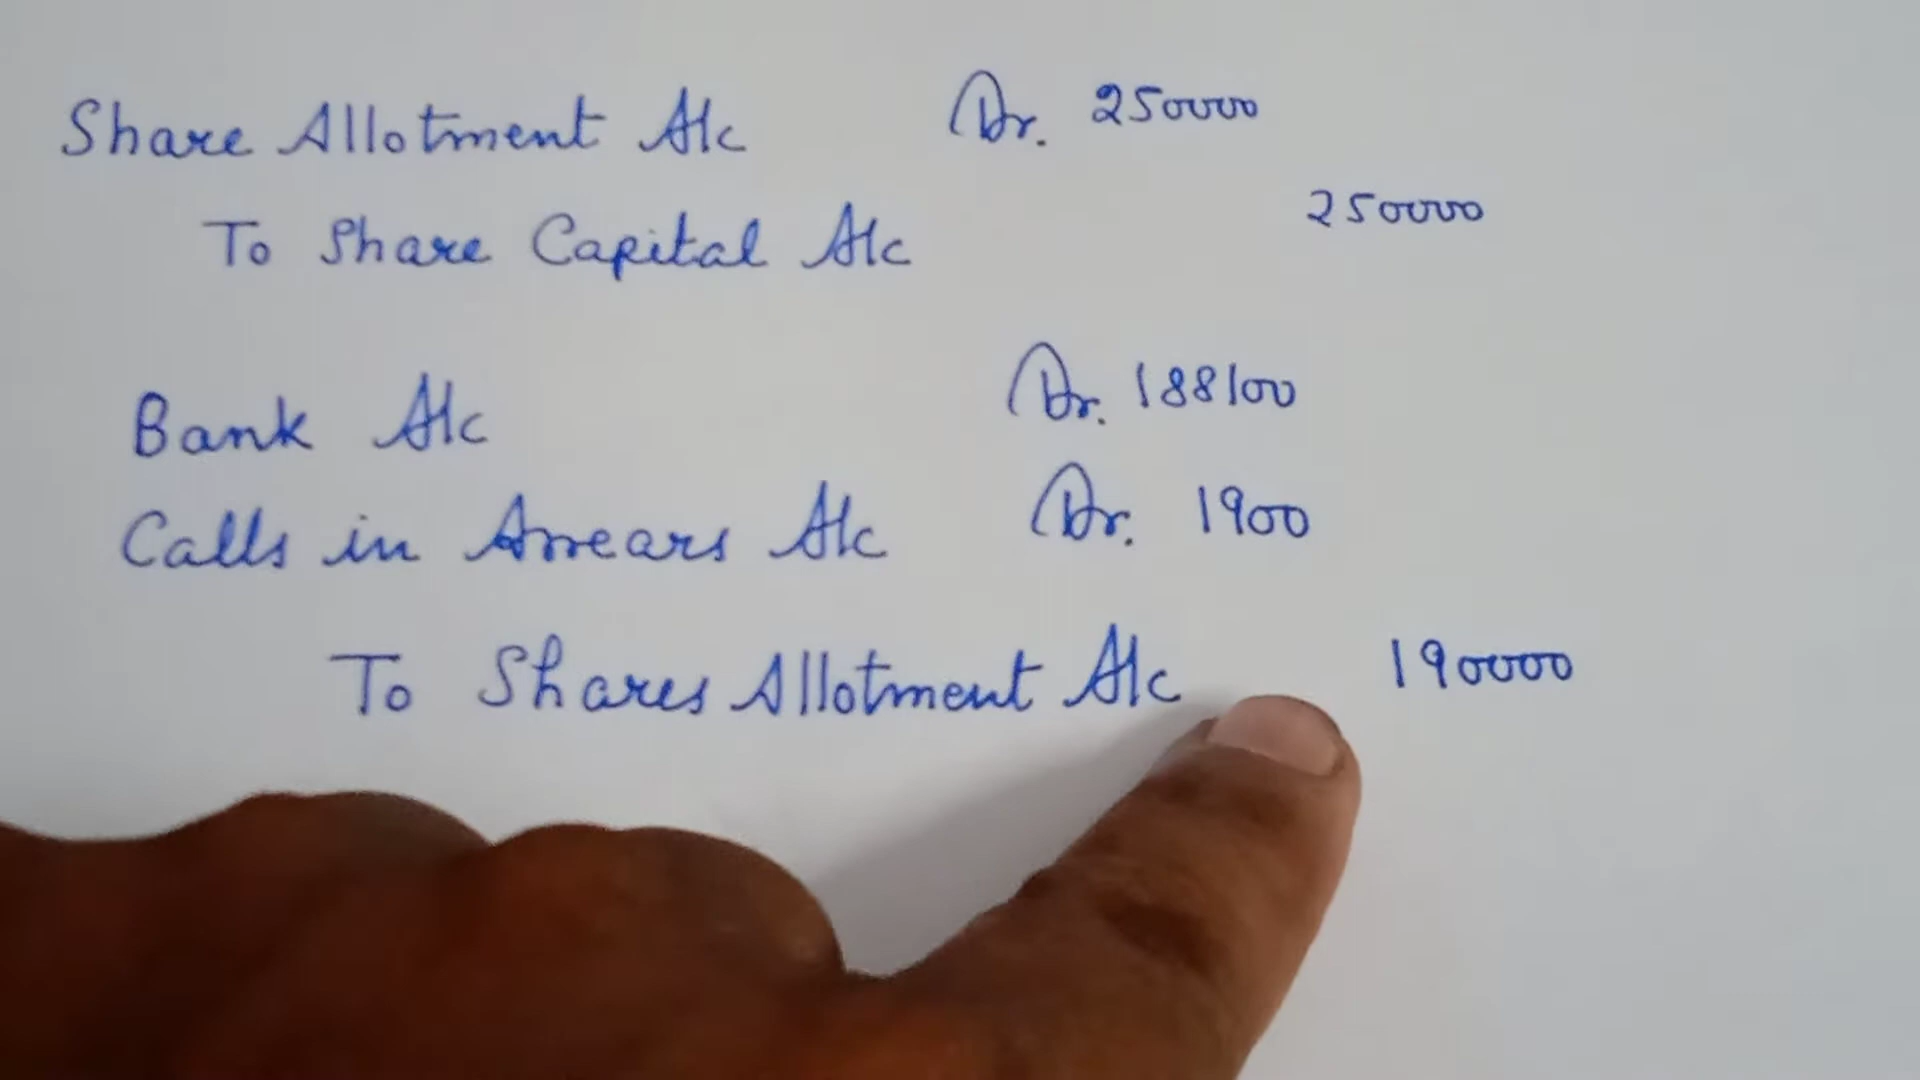 Share Allotment A/c Dr. 250000
To Share Capital A/c 250000
Bank A/c Dr. 188100
Calls in Arrears A/c Dr. 1900
To Shares Allotment A/c 190000